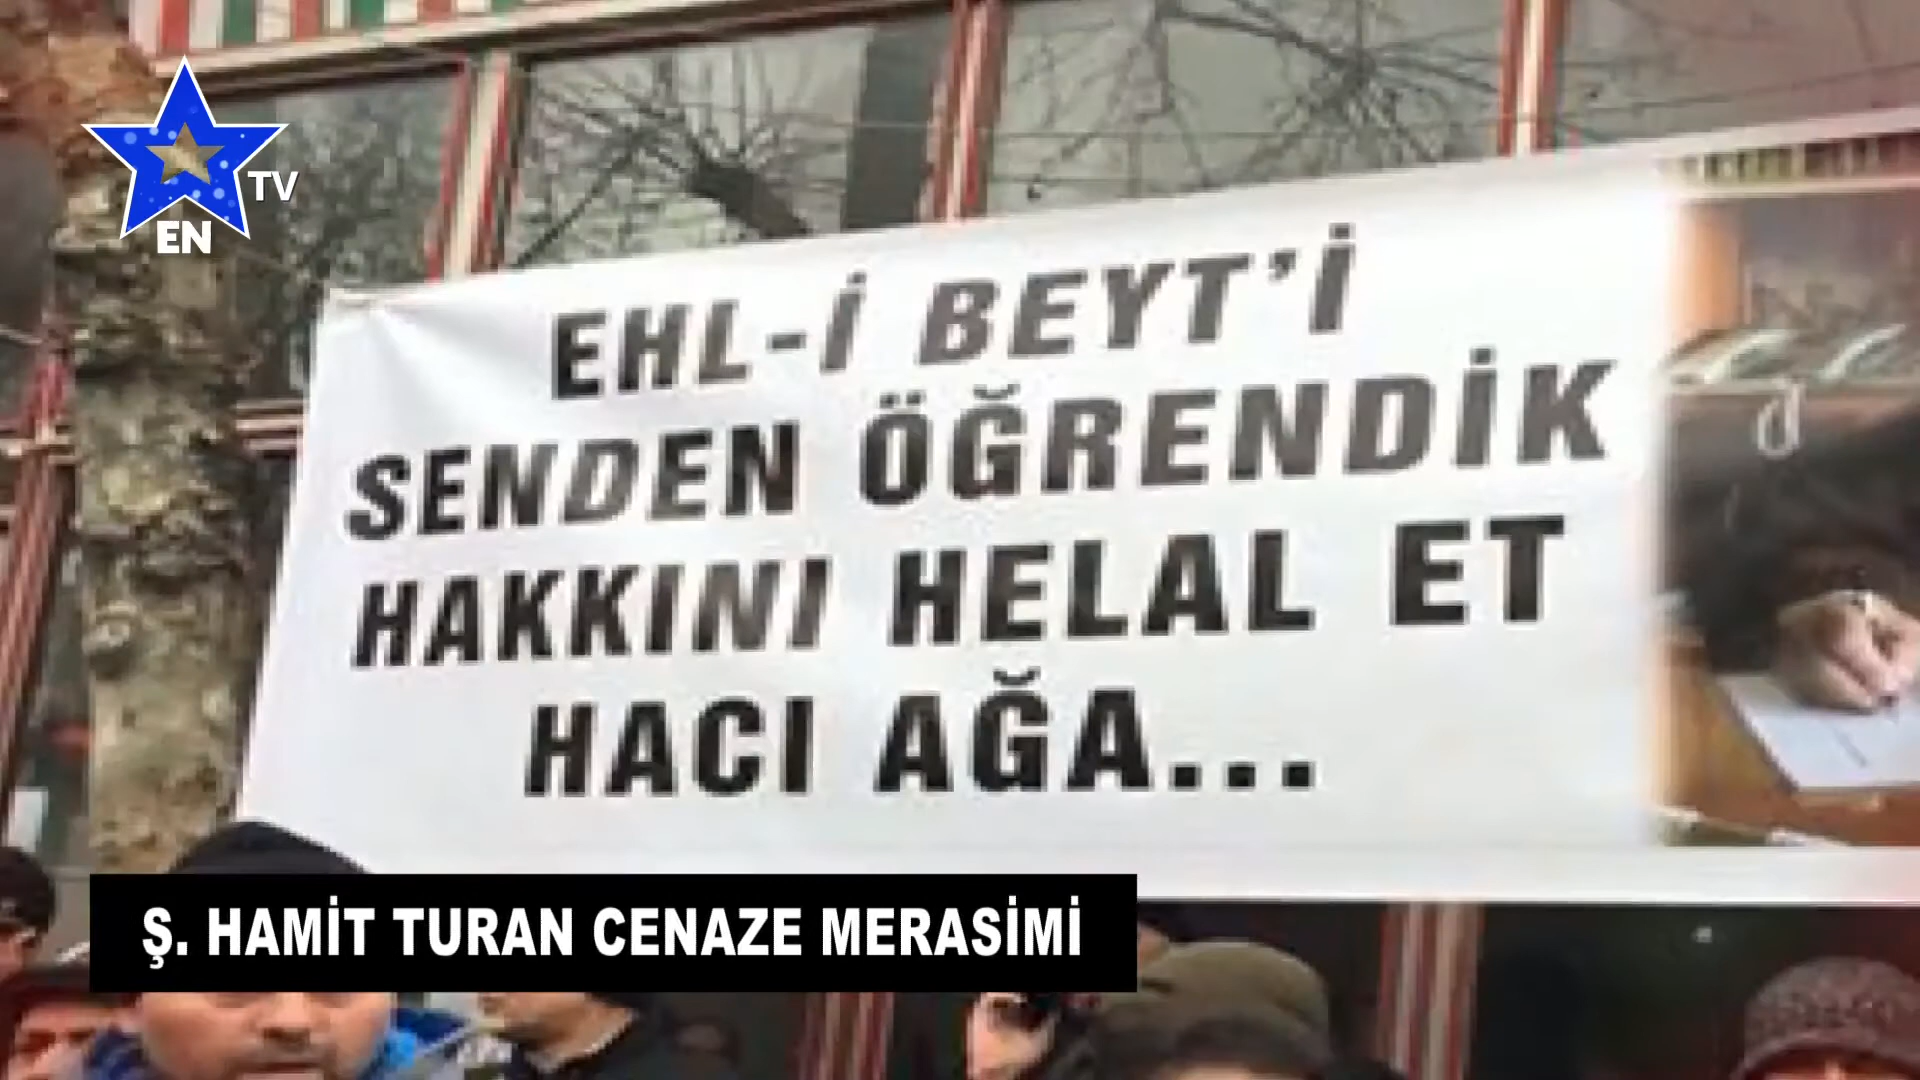 TV
EN
EHL-İ BEYT'İ
SENDEN ÖĞRENDİK
HAKKINI HELAL ET
HACI AĞA...
Ş. HAMİT TURAN CENAZE MERASİMİ